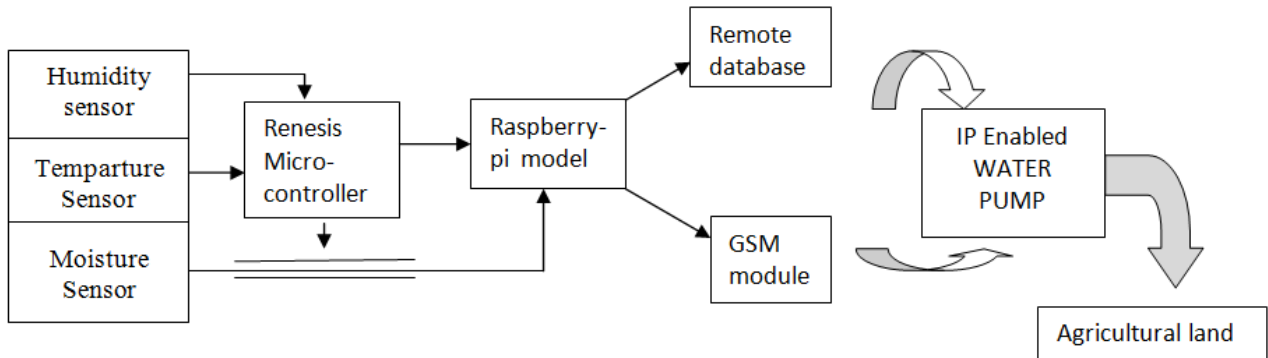 Humidity
sensor
Temparture
Sensor
Moisture
Sensor
Renesis
Micro-
controller
Raspberry-
pi model
Remote
database
GSM
module
IP Enabled
WATER
PUMP
Agricultural land